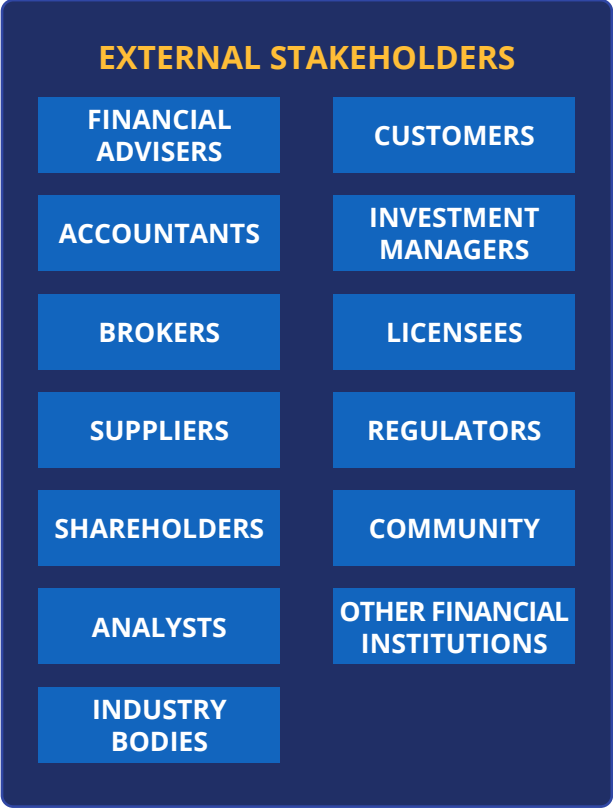 EXTERNAL STAKEHOLDERS
FINANCIAL
ADVISERS
CUSTOMERS
ACCOUNTANTS
INVESTMENT
MANAGERS
BROKERS
LICENSEES
SUPPLIERS
REGULATORS
SHAREHOLDERS
COMMUNITY
ANALYSTS
OTHER FINANCIAL
INSTITUTIONS
INDUSTRY
BODIES